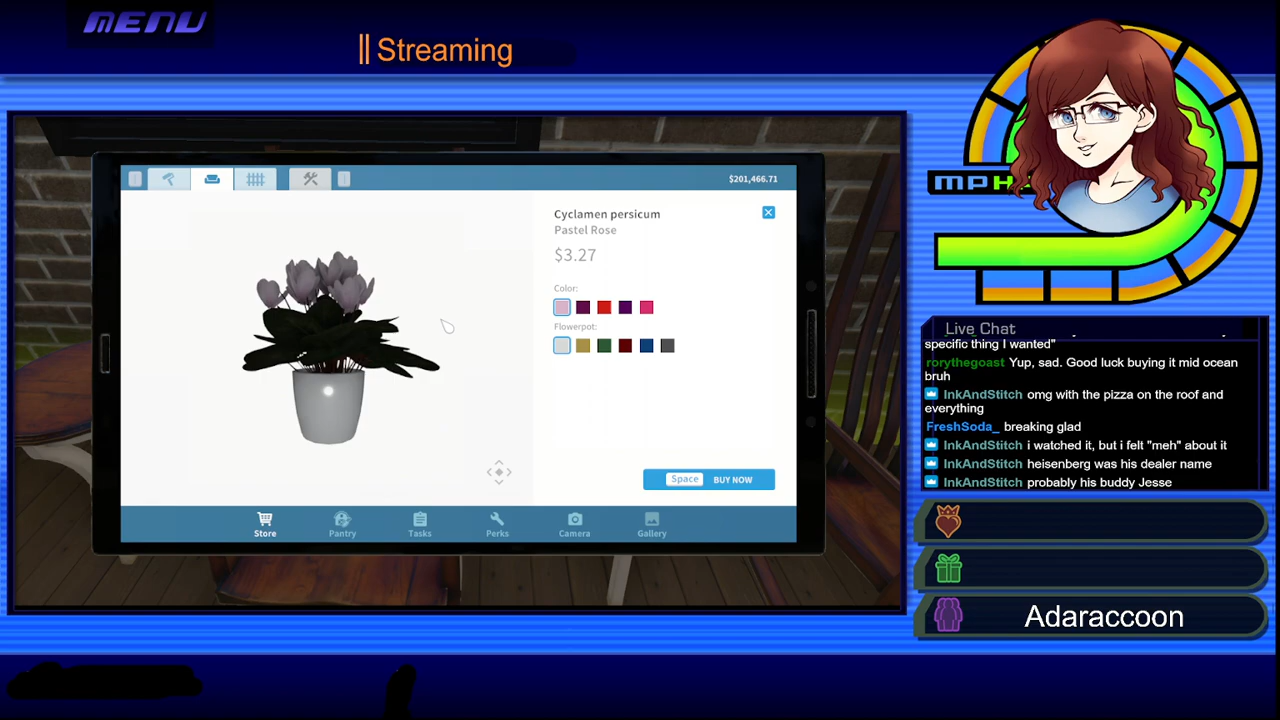 MENU
|| Streaming
$201,466.71
Cyclamen persicum
Pastel Rose
$3.27
Color:
Flowerpot:
Space BUY NOW
Store Pantry Tasks Perks Camera Gallery
MP H
Live Chat
specific thing I wanted"
rorythegoast Yup, sad. Good luck buying it mid ocean
bruh
InkAndStitch omg with the pizza on the roof and
everything
FreshSoda_ breaking glad
InkAndStitch i watched it, but i felt "meh" about it
InkAndStitch heisenberg was his dealer name
InkAndStitch probably his buddy Jesse
Adaraccoon